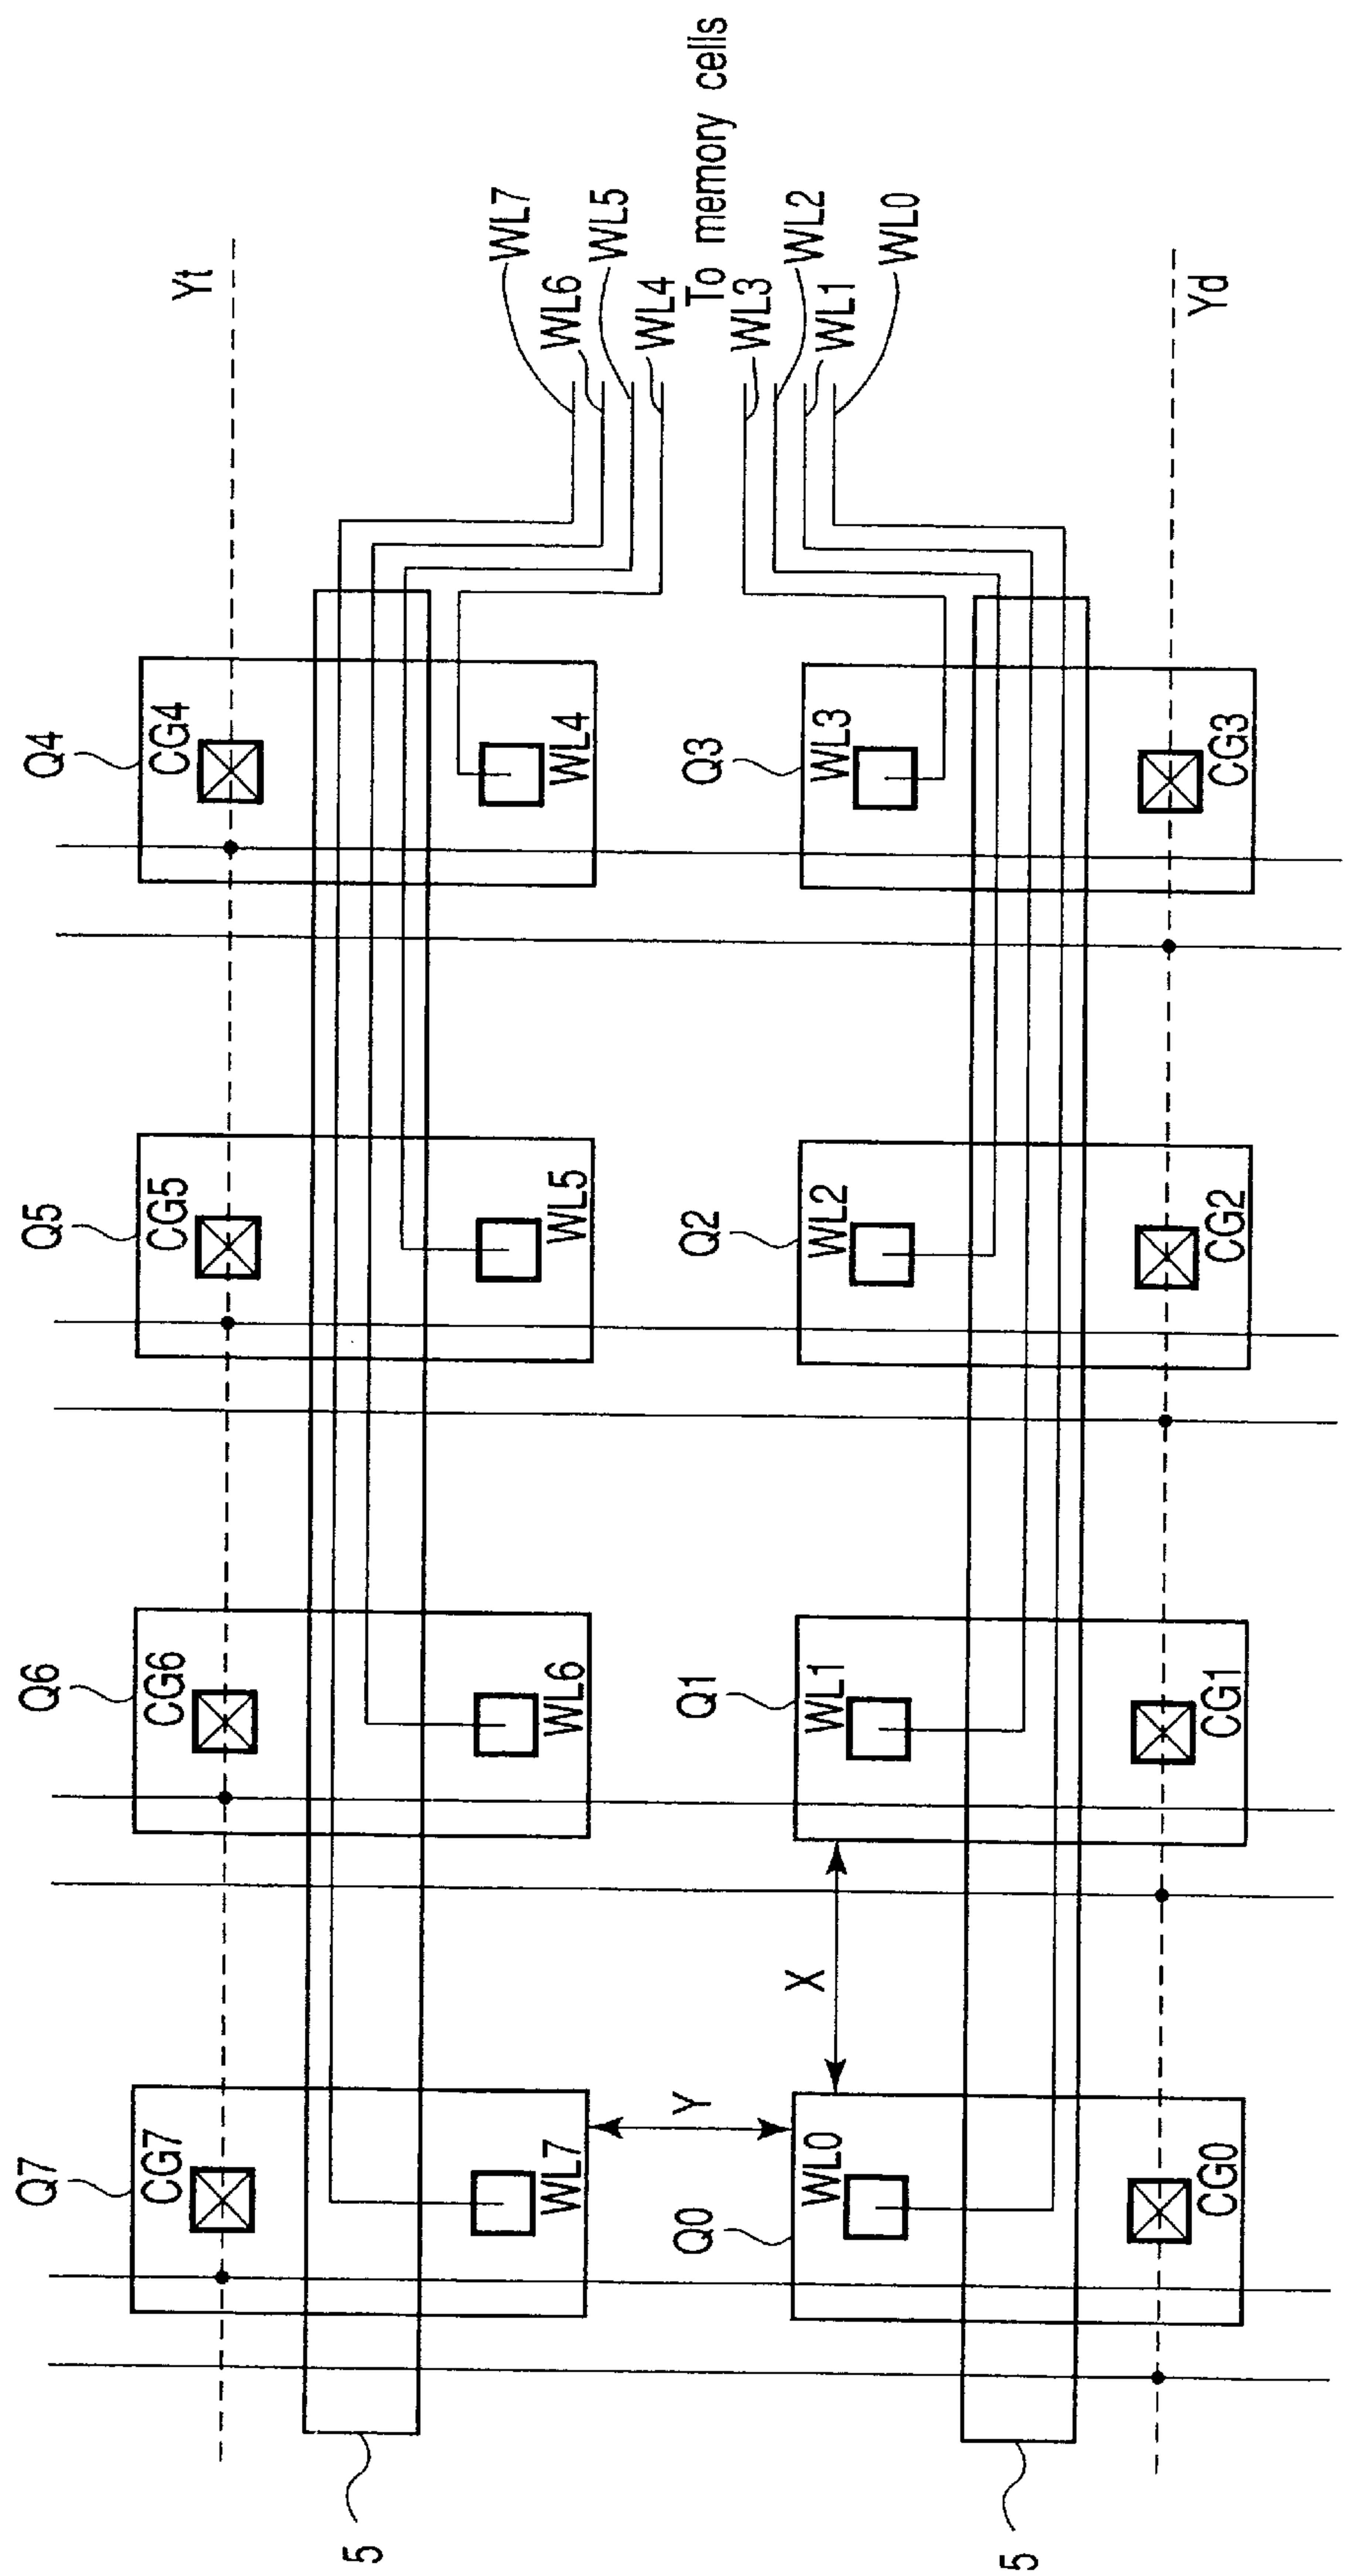 Q7
Q6
Q5
Q4
CG7
CG6
CG5
CG4
Yt
5
WL7
WL6
WL5
WL4
WL7
WL6
WL5
WL4
To memory cells
WL3
WL2
WL1
WL0
Y
X
Q0
Q1
Q2
Q3
WL0
WL1
WL2
WL3
5
CG0
CG1
CG2
CG3
Yd